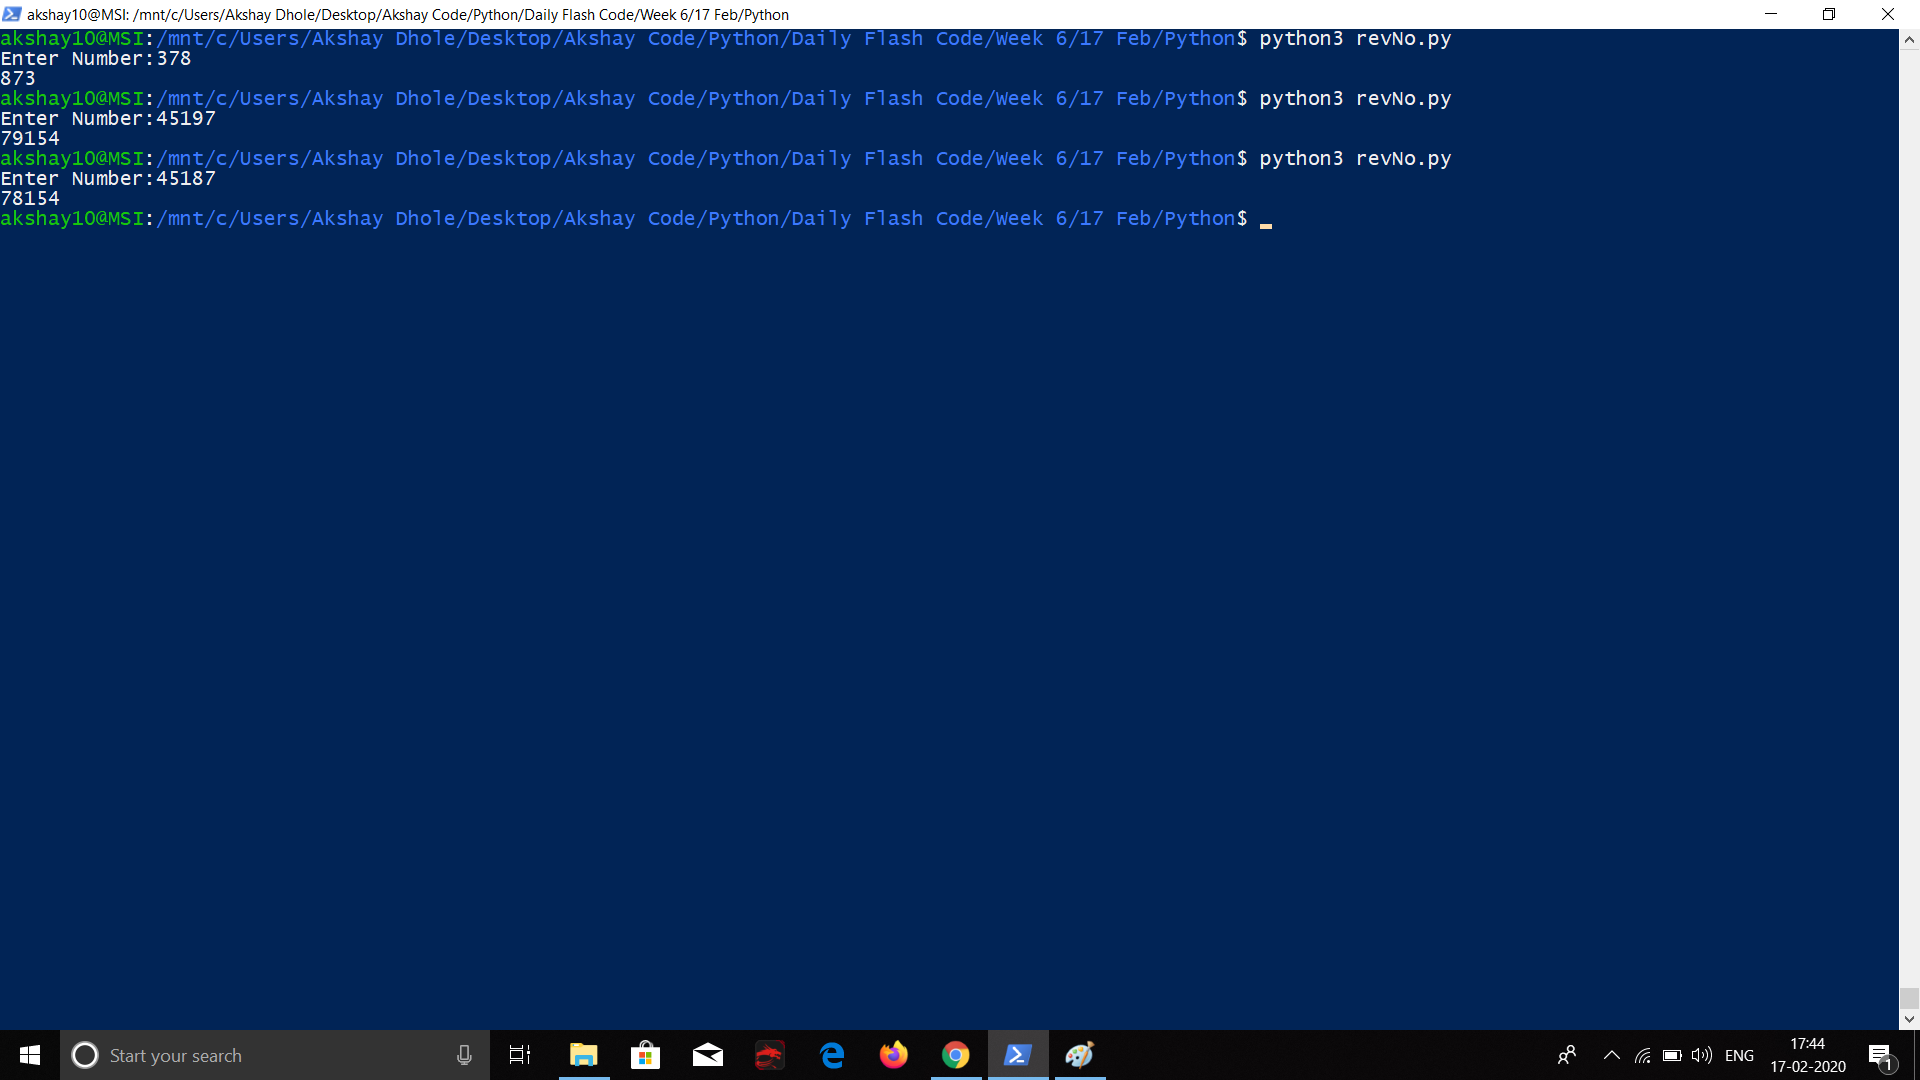 akshay10@MSI: /mnt/c/Users/Akshay Dhole/Desktop/Akshay Code/Python/Daily Flash Code/Week 6/17 Feb/Python
akshay10@MSI:/mnt/c/Users/Akshay Dhole/Desktop/Akshay Code/Python/Daily Flash Code/Week 6/17 Feb/Python$ python3 revNo.py
Enter Number:378
873
akshay10@MSI:/mnt/c/Users/Akshay Dhole/Desktop/Akshay Code/Python/Daily Flash Code/Week 6/17 Feb/Python$ python3 revNo.py
Enter Number:45197
79154
akshay10@MSI:/mnt/c/Users/Akshay Dhole/Desktop/Akshay Code/Python/Daily Flash Code/Week 6/17 Feb/Python$ python3 revNo.py
Enter Number:45187
78154
akshay10@MSI:/mnt/c/Users/Akshay Dhole/Desktop/Akshay Code/Python/Daily Flash Code/Week 6/17 Feb/Python$
Start your search
ENG
17:44
17-02-2020
1